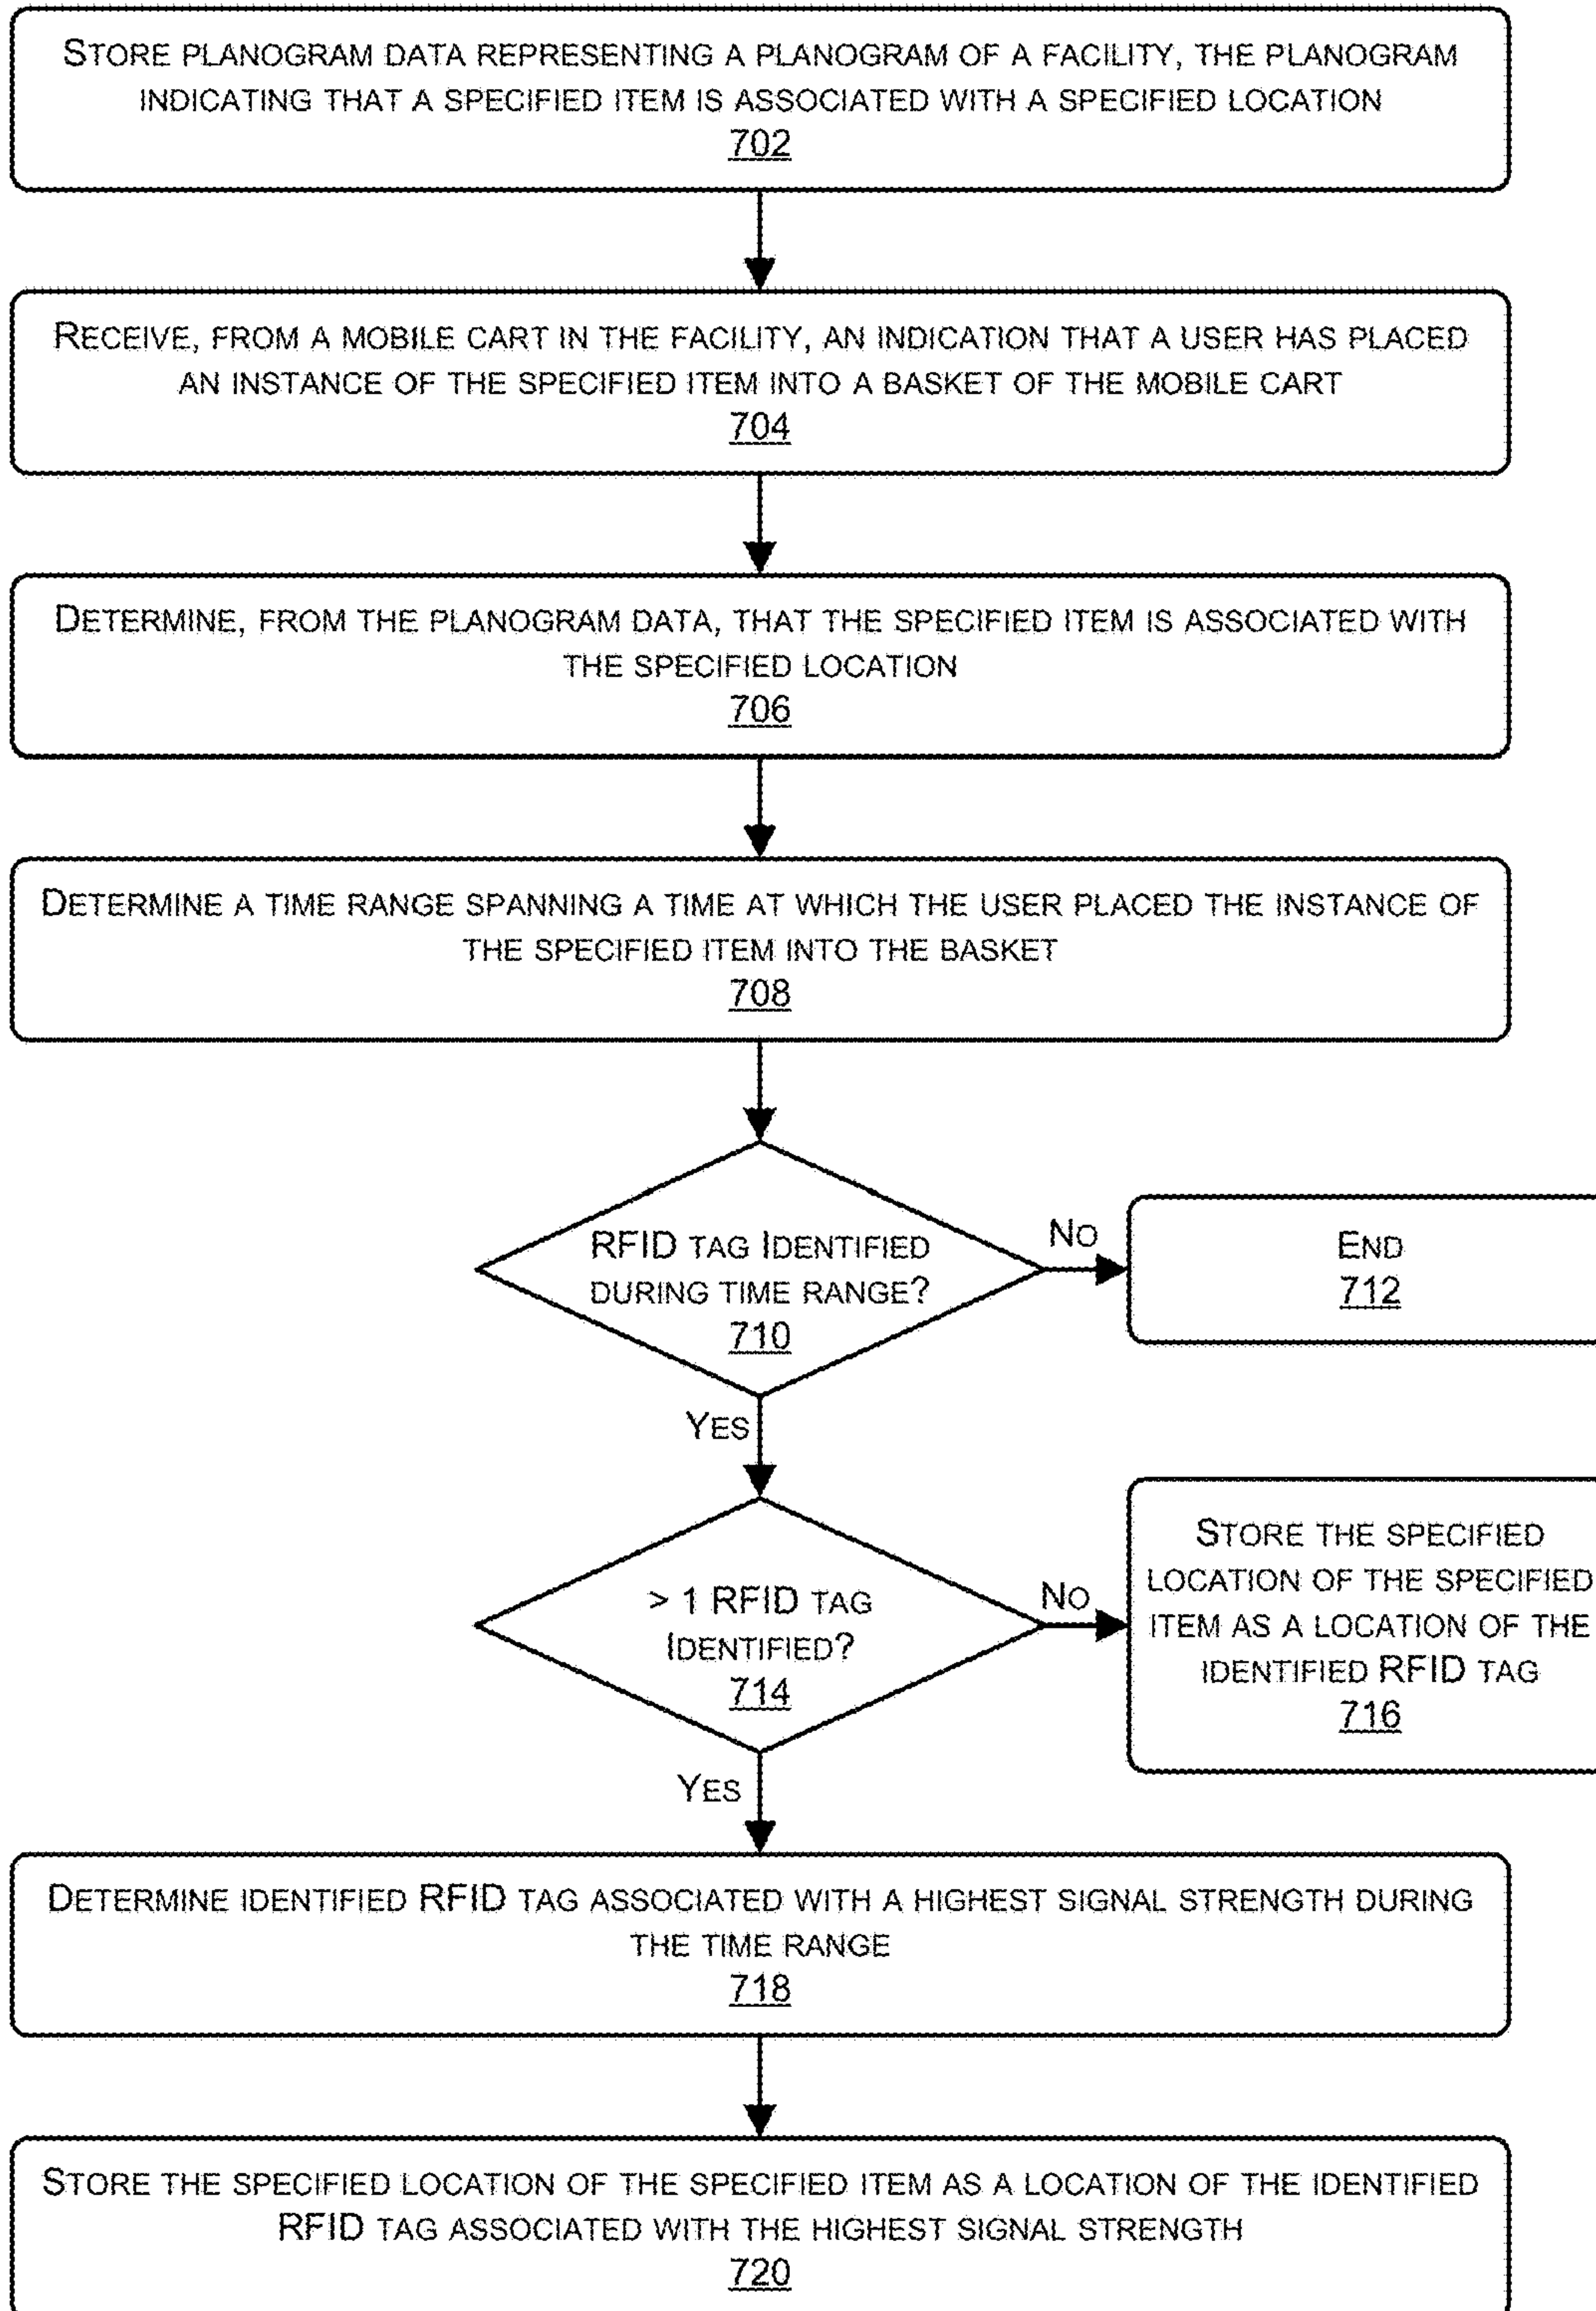 STORE PLANOGRAM DATA REPRESENTING A PLANOGRAM OF A FACILITY, THE PLANOGRAM
INDICATING THAT A SPECIFIED ITEM IS ASSOCIATED WITH A SPECIFIED LOCATION
702
RECEIVE, FROM A MOBILE CART IN THE FACILITY, AN INDICATION THAT A USER HAS PLACED
AN INSTANCE OF THE SPECIFIED ITEM INTO A BASKET OF THE MOBILE CART
704
DETERMINE, FROM THE PLANOGRAM DATA, THAT THE SPECIFIED ITEM IS ASSOCIATED WITH
THE SPECIFIED LOCATION
706
DETERMINE A TIME RANGE SPANNING A TIME AT WHICH THE USER PLACED THE INSTANCE OF
THE SPECIFIED ITEM INTO THE BASKET
708
RFID TAG IDENTIFIED
DURING TIME RANGE?
710
NO
END
712
YES
> 1 RFID TAG
IDENTIFIED?
714
NO
STORE THE SPECIFIED
LOCATION OF THE SPECIFIED
ITEM AS A LOCATION OF THE
IDENTIFIED RFID TAG
716
YES
DETERMINE IDENTIFIED RFID TAG ASSOCIATED WITH A HIGHEST SIGNAL STRENGTH DURING
THE TIME RANGE
718
STORE THE SPECIFIED LOCATION OF THE SPECIFIED ITEM AS A LOCATION OF THE IDENTIFIED
RFID TAG ASSOCIATED WITH THE HIGHEST SIGNAL STRENGTH
720